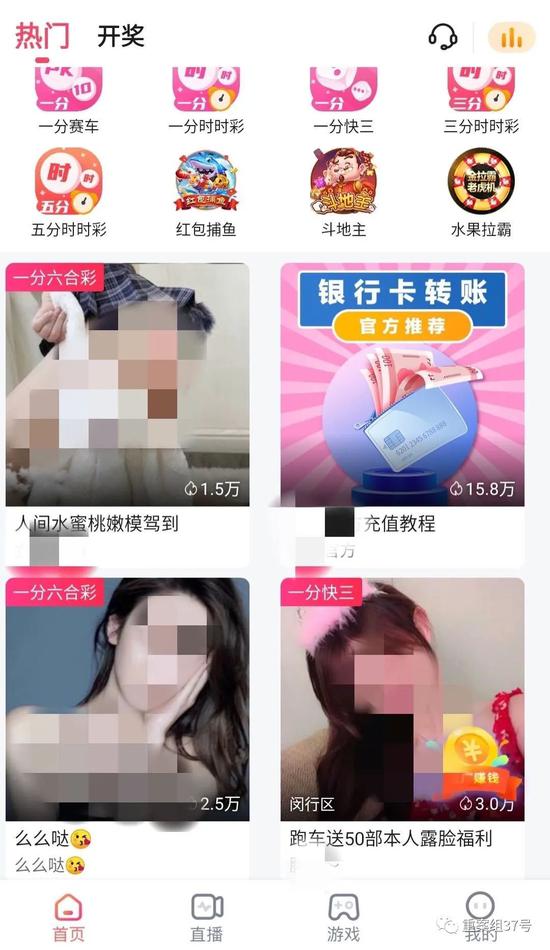 热门 开奖
PK 10 时 时 时
一分 一分 一分 三分
一分赛车 一分时时彩 一分快三 三分时时彩
时 时 五分 红包捕鱼 斗地主 金拉霸 老虎机
五分时时彩 红包捕鱼 斗地主 水果拉霸
一分六合彩
1.5万
人间水蜜桃嫩模驾到
银行卡转账
官方推荐
100
6201 2345 6788 888
15.8万
充值教程
官方
一分六合彩
2.5万
么么哒😘
么么哒😘
一分快三
¥
广赚钱
闵行区
3.0万
跑车送50部本人露脸福利
首页 直播 游戏 我的
重案组37号